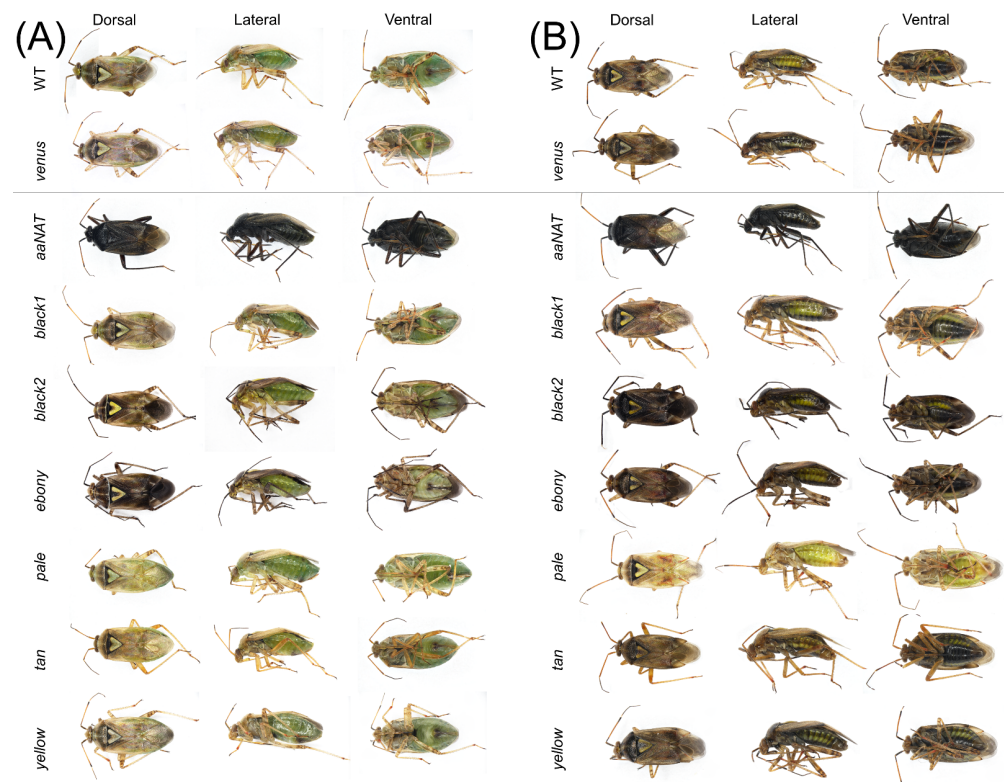 (A) Dorsal Lateral Ventral
WT
venus
aaNAT
black1
black2
ebony
pale
tan
yellow
(B) Dorsal Lateral Ventral
WT
venus
aaNAT
black1
black2
ebony
pale
tan
yellow